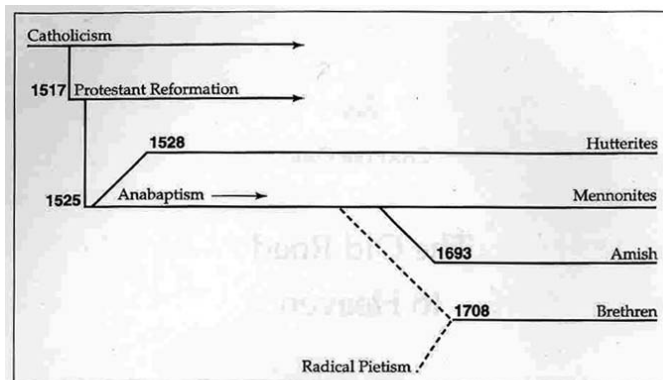 Catholicism
1517 Protestant Reformation
1528
Hutterites
Anabaptism
1525
Mennonites
1693
Amish
1708
Brethren
Radical Pietism